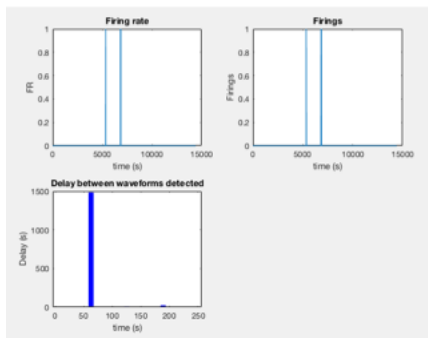 Firing rate
1
0.8
0.6
0.4
0.2
0
FR
0 5000 10000 15000
time (s)
Firings
1
0.8
0.6
0.4
0.2
0
Firings
0 5000 10000 15000
time (s)
Delay between waveforms detected
1500
1000
500
0
Delay (s)
0 50 100 150 200 250
time (s)